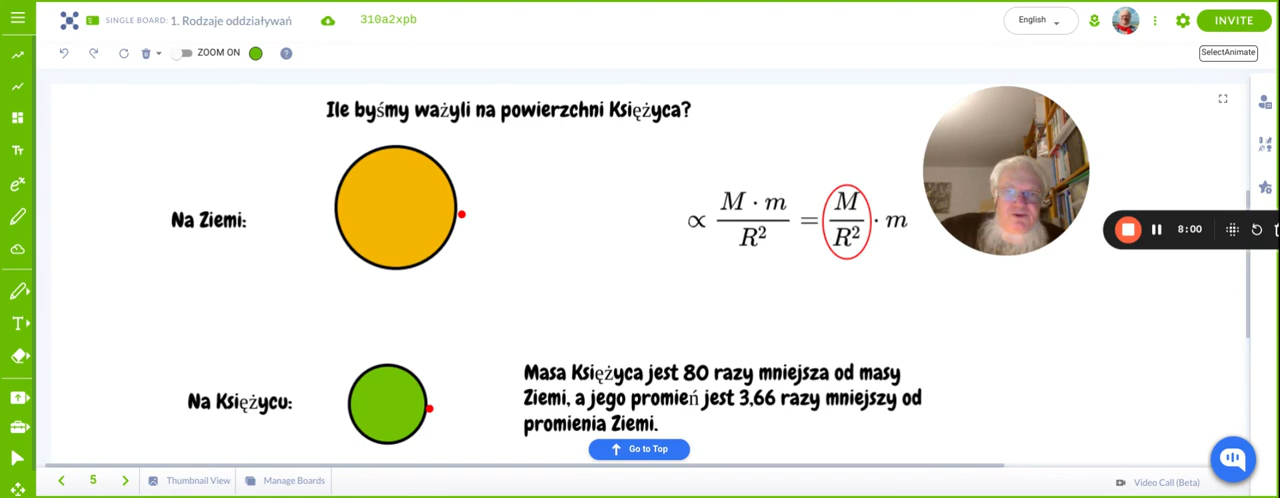 SINGLE BOARD: 1. Rodzaje oddziaływań
310a2xpb
English
INVITE
ZOOM ON
SelectAnimate
Ile byśmy ważyli na powierzchni Księżyca?
Na Ziemi:
∝ M · m / R² = M / R² · m
8:00
Na Księżycu:
Masa Księżyca jest 80 razy mniejsza od masy
Ziemi, a jego promień jest 3,66 razy mniejszy od
promienia Ziemi.
Go to Top
5
Thumbnail View
Manage Boards
Video Call (Beta)